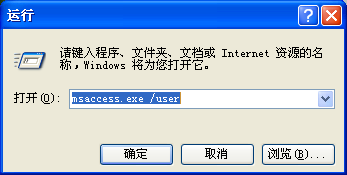 运行
请键入程序、文件夹、文档或 Internet 资源的名
称，Windows 将为您打开它。
打开(O): msaccess.exe /user
确定 取消 浏览(B)...